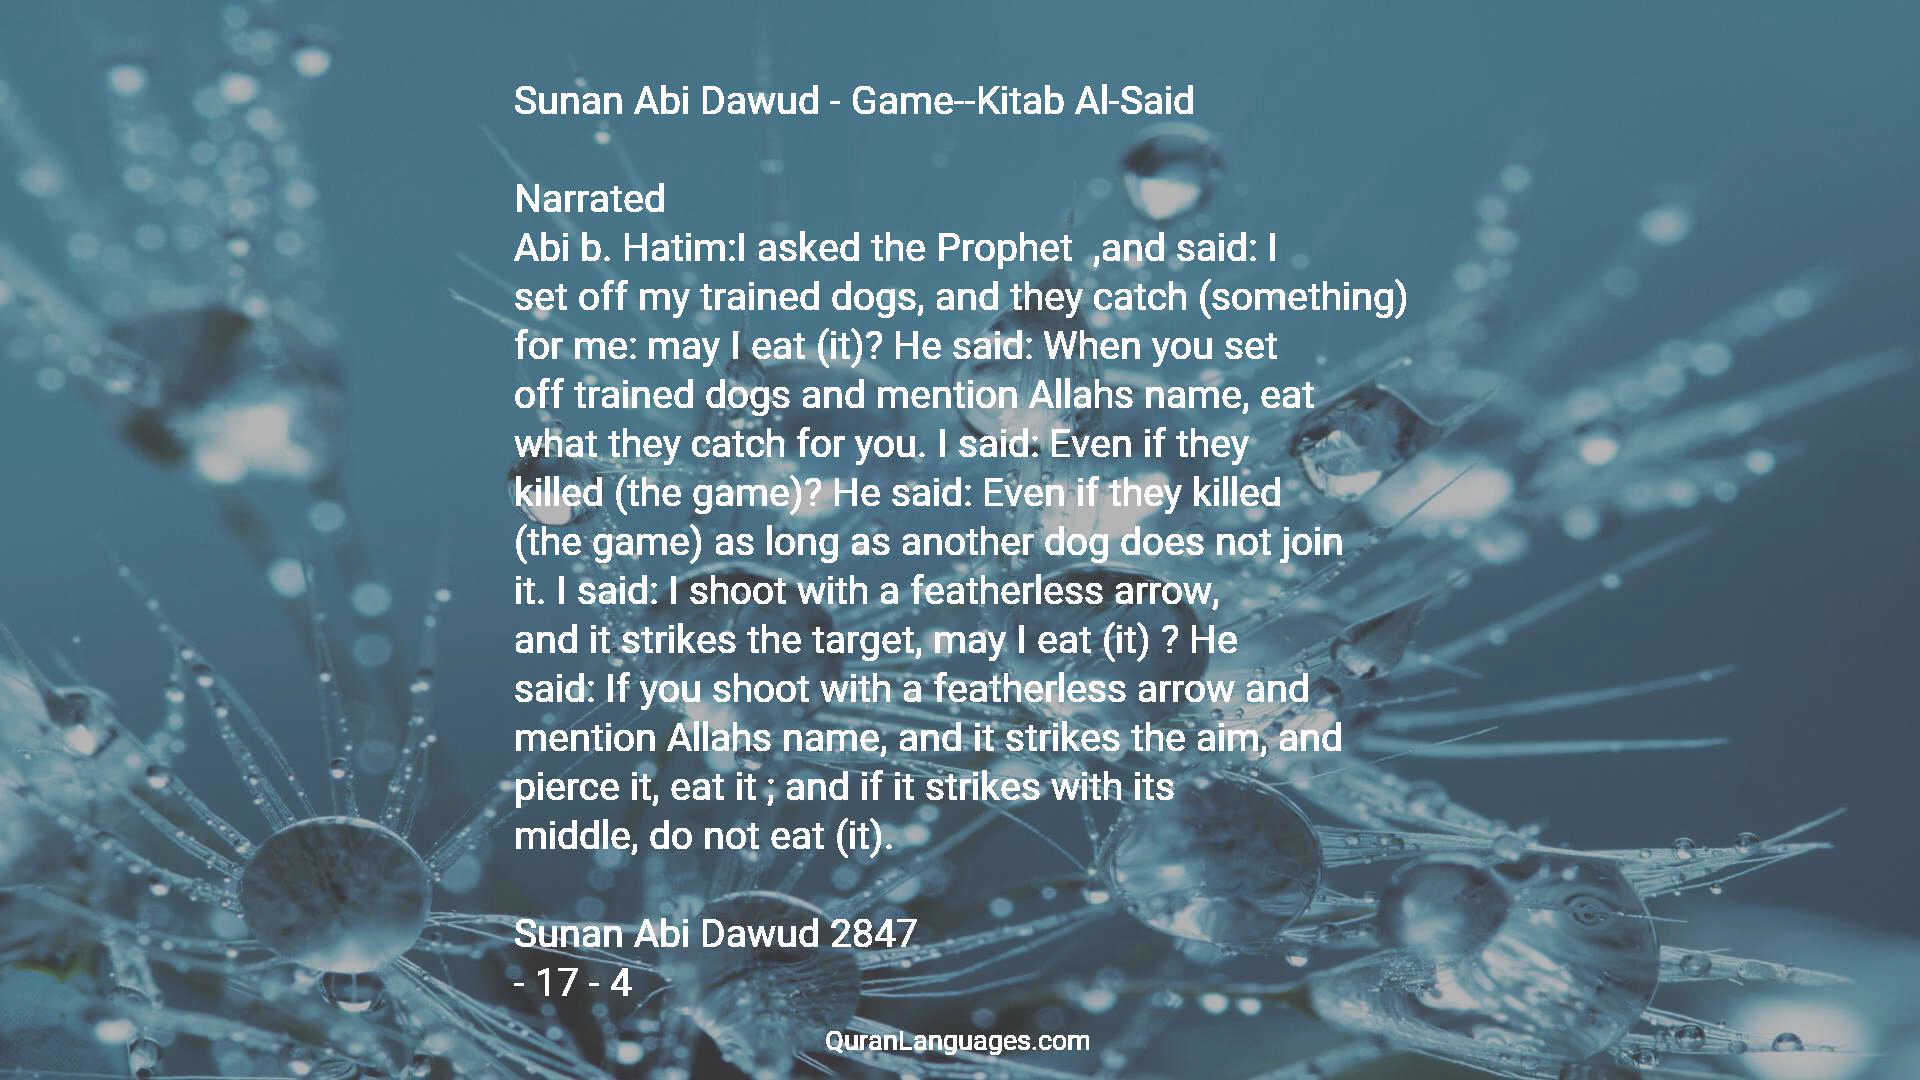 Sunan Abi Dawud - Game--Kitab Al-Said
Narrated
Abi b. Hatim:I asked the Prophet  ,and said: I
set off my trained dogs, and they catch (something)
for me: may I eat (it)? He said: When you set
off trained dogs and mention Allahs name, eat
what they catch for you. I said: Even if they
killed (the game)? He said: Even if they killed
(the game) as long as another dog does not join
it. I said: I shoot with a featherless arrow,
and it strikes the target, may I eat (it) ? He
said: If you shoot with a featherless arrow and
mention Allahs name, and it strikes the aim, and
pierce it, eat it ; and if it strikes with its
middle, do not eat (it).
Sunan Abi Dawud 2847
- 17 - 4
QuranLanguages.com